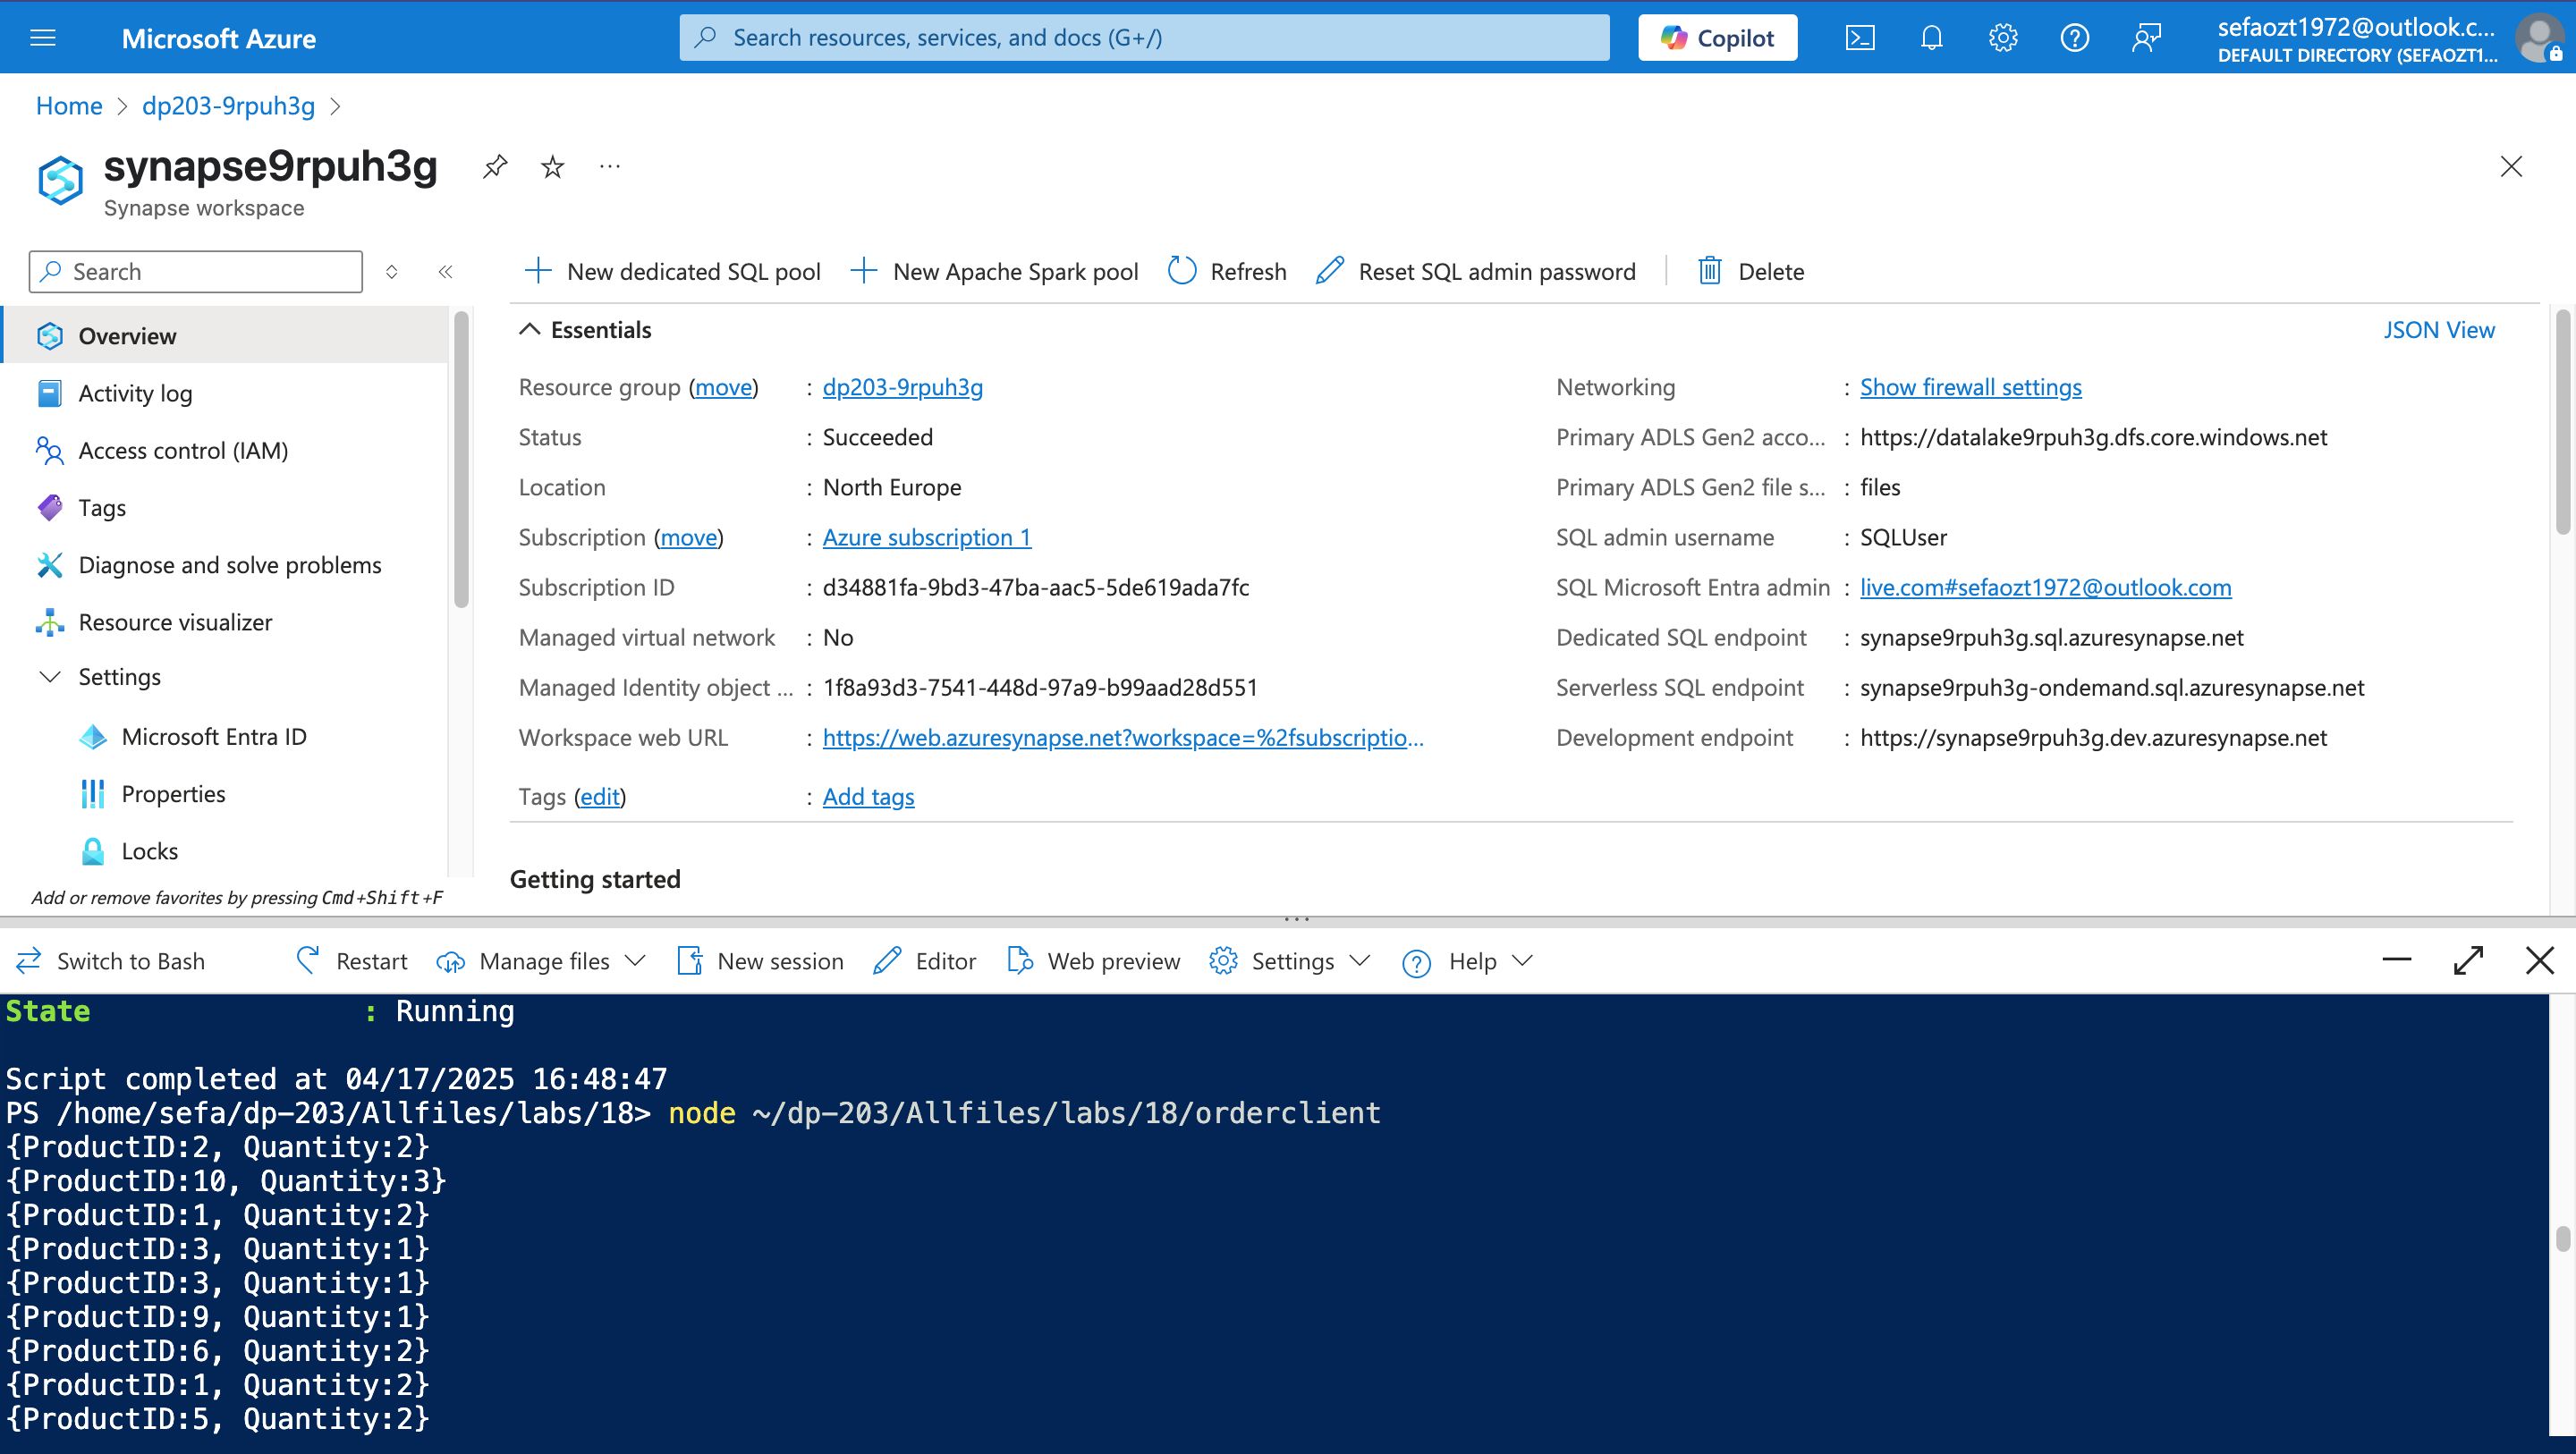 Microsoft Azure
Search resources, services, and docs (G+/)
Copilot
sefaozt1972@outlook.c...
DEFAULT DIRECTORY (SEFAOZT1...
Home > dp203-9rpuh3g >
synapse9rpuh3g
Synapse workspace
Search
New dedicated SQL pool
New Apache Spark pool
Refresh
Reset SQL admin password
Delete
Overview
Activity log
Access control (IAM)
Tags
Diagnose and solve problems
Resource visualizer
Settings
Microsoft Entra ID
Properties
Locks
Add or remove favorites by pressing Cmd+Shift+F
Essentials
JSON View
Resource group (move) : dp203-9rpuh3g
Status : Succeeded
Location : North Europe
Subscription (move) : Azure subscription 1
Subscription ID : d34881fa-9bd3-47ba-aac5-5de619ada7fc
Managed virtual network : No
Managed Identity object ... : 1f8a93d3-7541-448d-97a9-b99aad28d551
Workspace web URL : https://web.azuresynapse.net?workspace=%2fsubscriptio...
Tags (edit) : Add tags
Networking : Show firewall settings
Primary ADLS Gen2 acco... : https://datalake9rpuh3g.dfs.core.windows.net
Primary ADLS Gen2 file s... : files
SQL admin username : SQLUser
SQL Microsoft Entra admin : live.com#sefaozt1972@outlook.com
Dedicated SQL endpoint : synapse9rpuh3g.sql.azuresynapse.net
Serverless SQL endpoint : synapse9rpuh3g-ondemand.sql.azuresynapse.net
Development endpoint : https://synapse9rpuh3g.dev.azuresynapse.net
Getting started
Switch to Bash
Restart
Manage files
New session
Editor
Web preview
Settings
Help
State : Running
Script completed at 04/17/2025 16:48:47
PS /home/sefa/dp-203/Allfiles/labs/18> node ~/dp-203/Allfiles/labs/18/orderclient
{ProductID:2, Quantity:2}
{ProductID:10, Quantity:3}
{ProductID:1, Quantity:2}
{ProductID:3, Quantity:1}
{ProductID:3, Quantity:1}
{ProductID:9, Quantity:1}
{ProductID:6, Quantity:2}
{ProductID:1, Quantity:2}
{ProductID:5, Quantity:2}